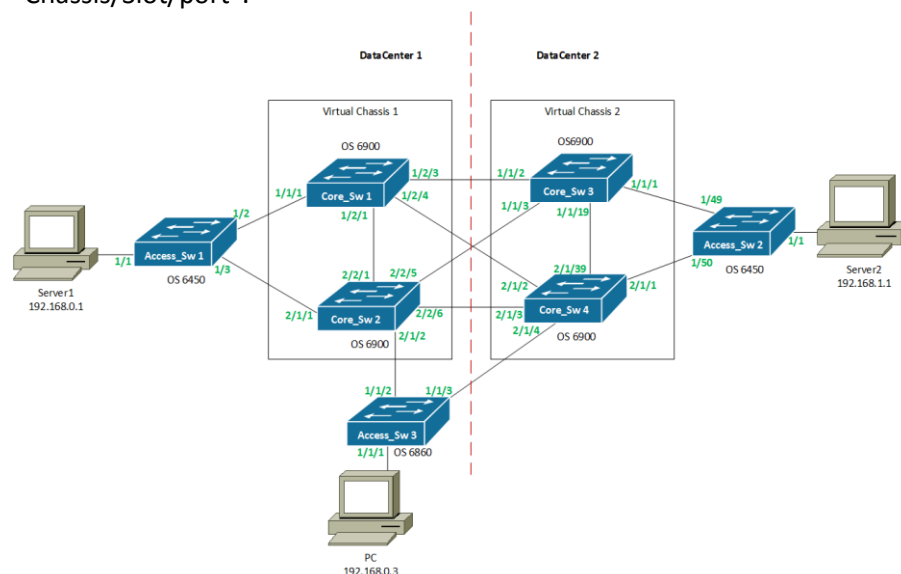 Chassis/Slot/port".
DataCenter 1
DataCenter 2
Virtual Chassis 1
Virtual Chassis 2
OS 6900
OS6900
1/2/3
1/1/2
1/1/1
1/2/4
1/1/1
Core_Sw 1
Core_Sw 3
1/2
1/2/1
1/1/3
1/1/19
1/49
Access_Sw 1
Access_Sw 2
1/1
1/1
1/3
OS 6450
1/50
OS 6450
Server1
192.168.0.1
Server2
192.168.1.1
2/2/1
2/2/5
2/1/39
2/1/2
2/1/1
2/1/1
Core_Sw 2
2/2/6
2/1/3
Core_Sw 4
2/1/2
2/1/4
OS 6900
OS 6900
1/1/2
1/1/3
Access_Sw 3
1/1/1
OS 6860
PC
192.168.0.3